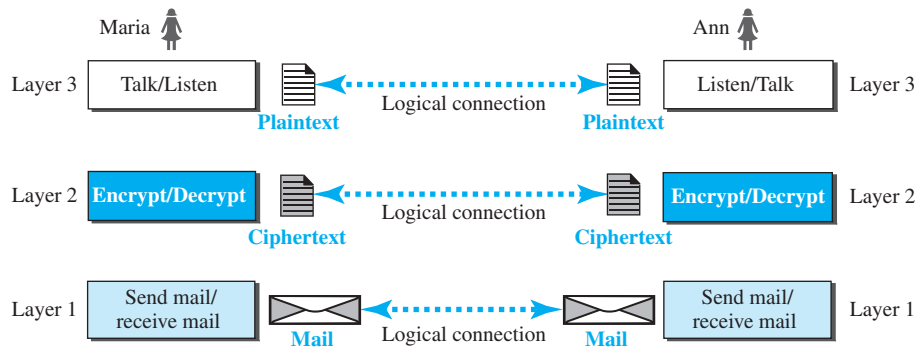 Maria
Ann
Layer 3
Talk/Listen
Listen/Talk
Layer 3
Logical connection
Plaintext
Plaintext
Layer 2
Encrypt/Decrypt
Encrypt/Decrypt
Layer 2
Logical connection
Ciphertext
Ciphertext
Layer 1
Send mail/
receive mail
Send mail/
receive mail
Layer 1
Logical connection
Mail
Mail